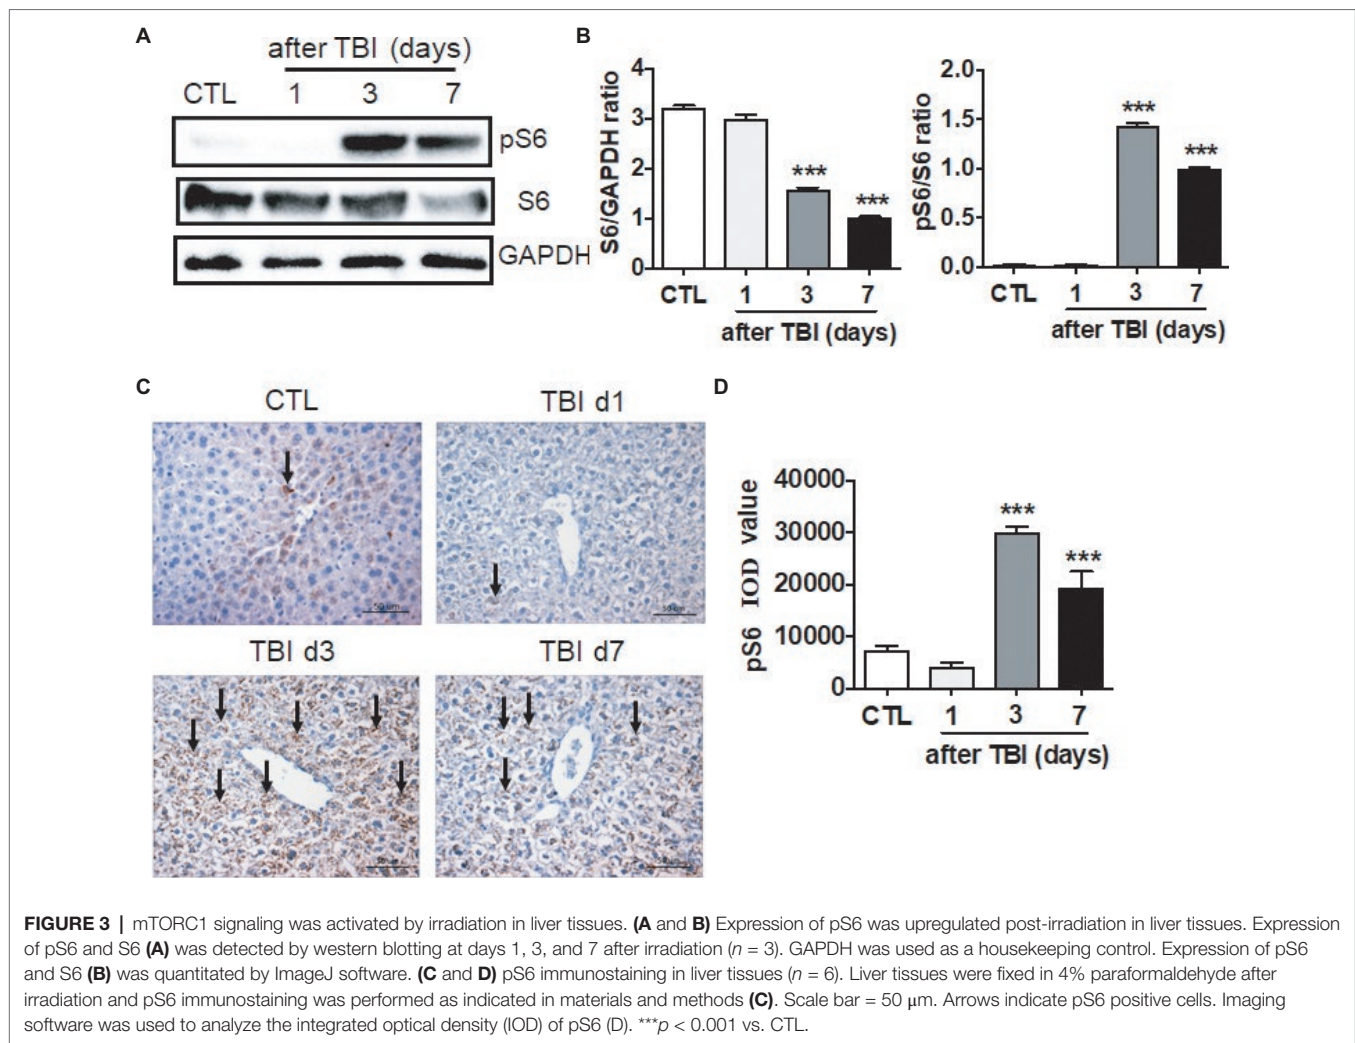 A
after TBI (days)
CTL 1 3 7
pS6
S6
GAPDH
B
S6/GAPDH ratio
4
3
2
1
0
***
***
CTL 1 3 7
after TBI (days)
pS6/S6 ratio
2.0
1.5
1.0
0.5
0.0
***
***
CTL 1 3 7
after TBI (days)
C
CTL
TBI d1
50 um
50 um
TBI d3
TBI d7
50 um
50 um
D
pS6 IOD value
40000
30000
20000
10000
0
***
***
CTL 1 3 7
after TBI (days)
FIGURE 3 | mTORC1 signaling was activated by irradiation in liver tissues. (A and B) Expression of pS6 was upregulated post-irradiation in liver tissues. Expression
of pS6 and S6 (A) was detected by western blotting at days 1, 3, and 7 after irradiation (n = 3). GAPDH was used as a housekeeping control. Expression of pS6
and S6 (B) was quantitated by ImageJ software. (C and D) pS6 immunostaining in liver tissues (n = 6). Liver tissues were fixed in 4% paraformaldehyde after
irradiation and pS6 immunostaining was performed as indicated in materials and methods (C). Scale bar = 50 μm. Arrows indicate pS6 positive cells. Imaging
software was used to analyze the integrated optical density (IOD) of pS6 (D). ***p < 0.001 vs. CTL.